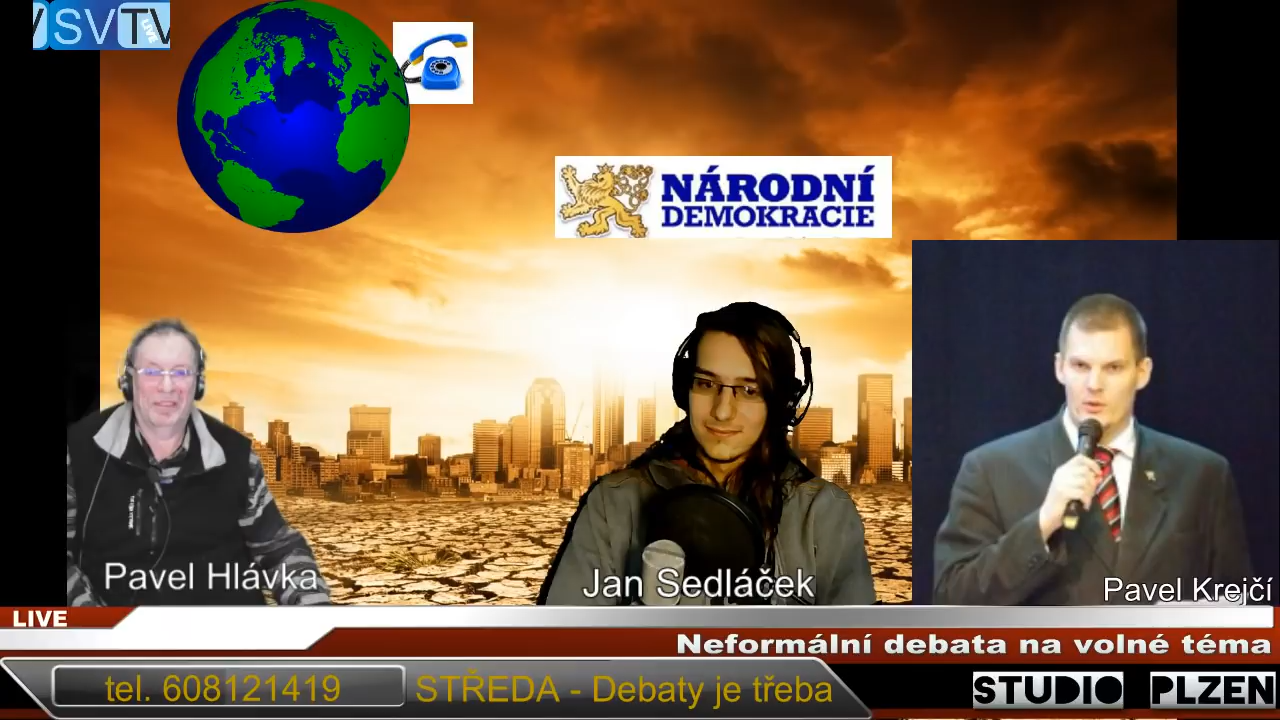 SVTV
LIVE
NÁRODNÍ
DEMOKRACIE
Pavel Hlávka
Jan Sedláček
Pavel Krejčí
LIVE
Neformální debata na volné téma
tel. 608121419
STŘEDA - Debaty je třeba
STUDIO PLZEN